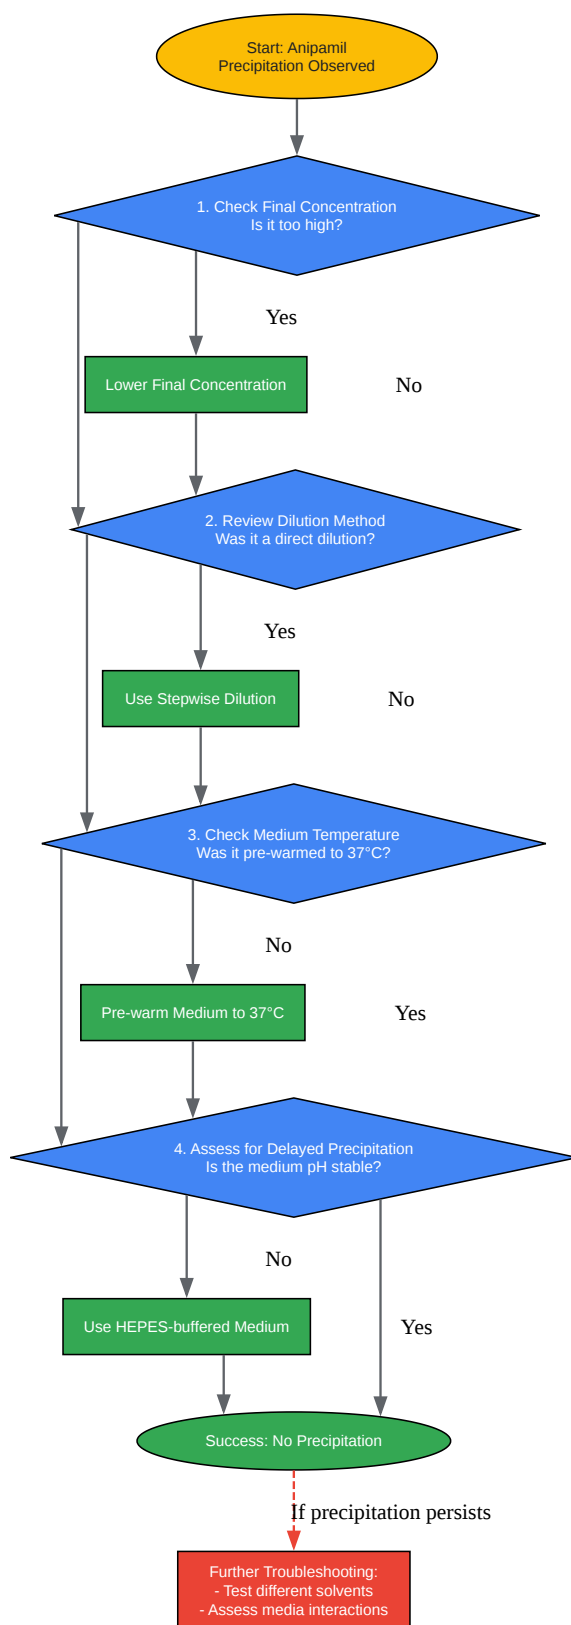 Start: Anipamil
Precipitation Observed
1. Check Final Concentration
Is it too high?
Yes
Lower Final Concentration
No
2. Review Dilution Method
Was it a direct dilution?
Yes
Use Stepwise Dilution
No
3. Check Medium Temperature
Was it pre-warmed to 37°C?
No
Pre-warm Medium to 37°C
Yes
4. Assess for Delayed Precipitation
Is the medium pH stable?
No
Use HEPES-buffered Medium
Yes
Success: No Precipitation
If precipitation persists
Further Troubleshooting:
- Test different solvents
- Assess media interactions